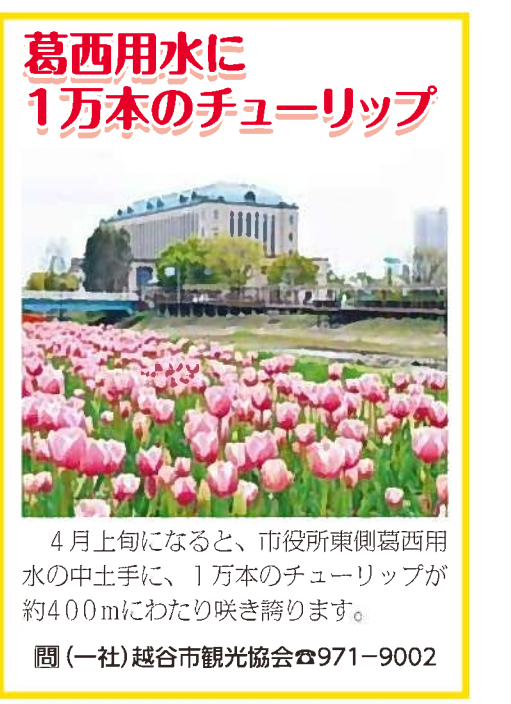 葛西用水に
1万本のチューリップ
4月上旬になると、市役所東側葛西用
水の中土手に、1万本のチューリップが
約400mにわたり咲き誇ります。
問(一社)越谷市観光協会☎971−9002